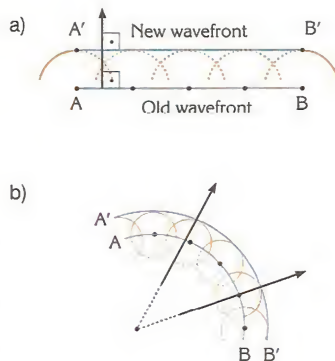 a)
A' New wavefront B'
A Old wavefront B
b)
A'
A
B B'